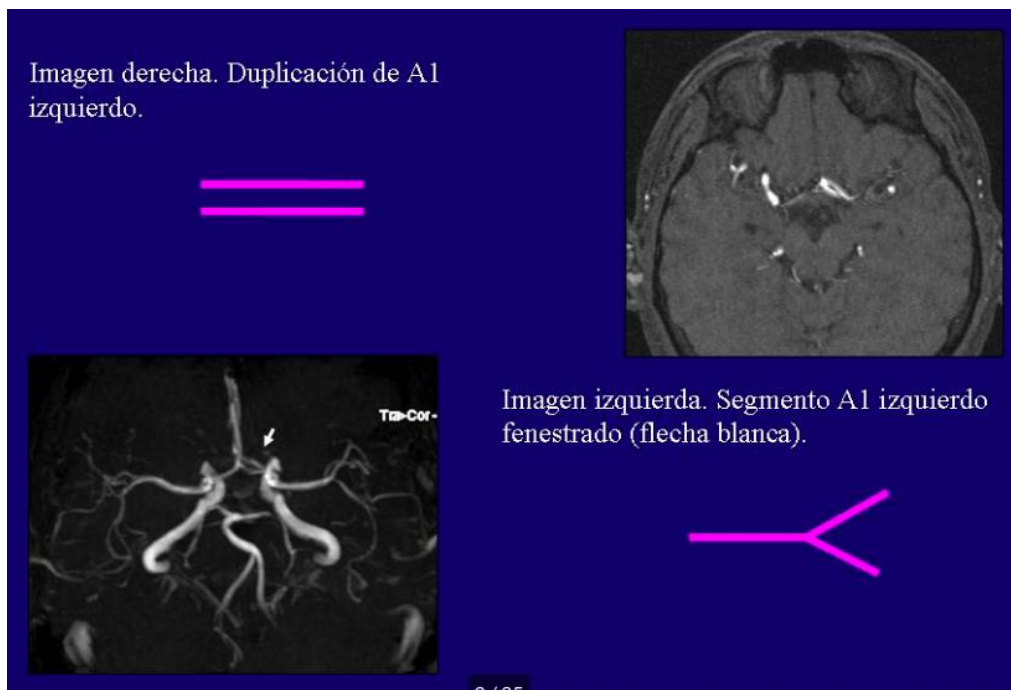 Imagen derecha. Duplicación de A1
izquierdo.
Tra>Cor-
Imagen izquierda. Segmento A1 izquierdo
fenestrado (flecha blanca).